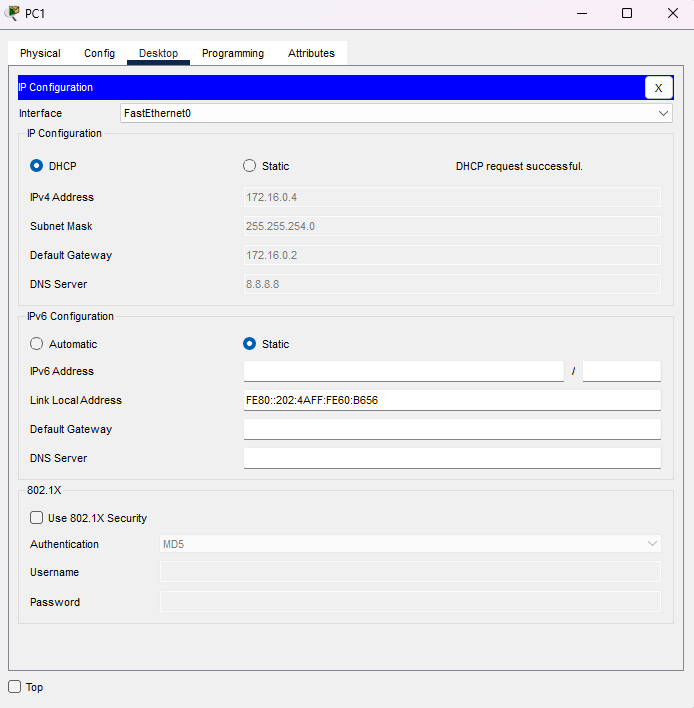 PC1
Physical Config Desktop Programming Attributes
IP Configuration X
Interface FastEthernet0
IP Configuration
DHCP Static DHCP request successful.
IPv4 Address 172.16.0.4
Subnet Mask 255.255.254.0
Default Gateway 172.16.0.2
DNS Server 8.8.8.8
IPv6 Configuration
Automatic Static
IPv6 Address /
Link Local Address FE80::202:4AFF:FE60:B656
Default Gateway
DNS Server
802.1X
Use 802.1X Security
Authentication MD5
Username
Password
Top